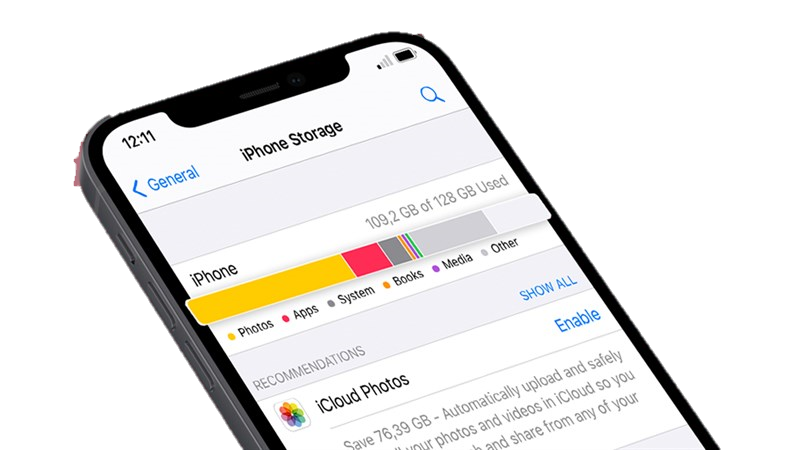 12:11
General
iPhone Storage
iPhone
109,2 GB of 128 GB Used
Photos Apps System Books Media Other
SHOW ALL
RECOMMENDATIONS
iCloud Photos
Enable
Save 76,39 GB - Automatically upload and safely
your photos and videos in iCloud so you
and share from any of your